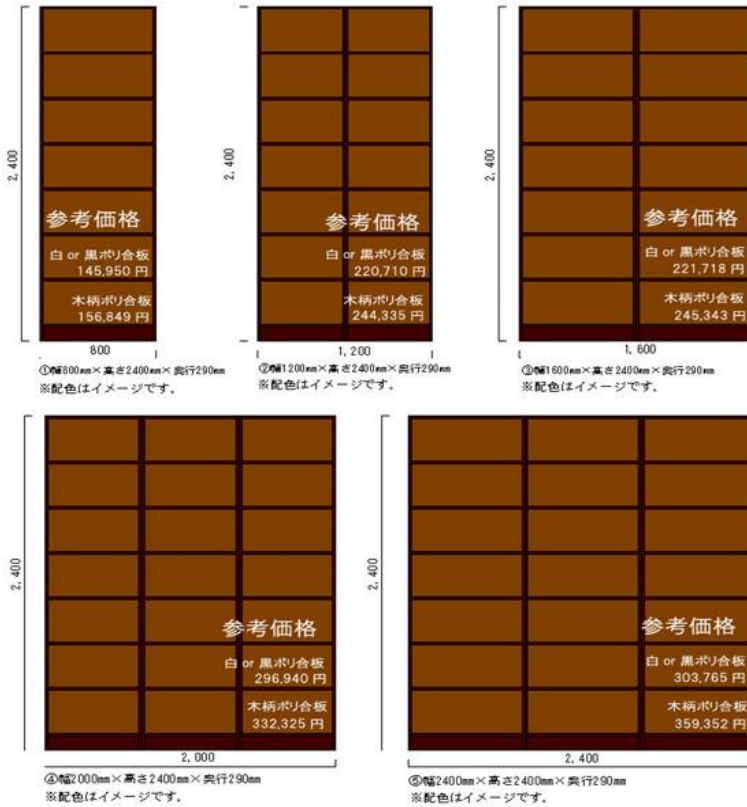 2,400
参考価格
白 or 黒ポリ合板
145,950 円
木柄ポリ合板
156,849 円
800
①幅800mm×高さ2400mm×奥行290mm
※配色はイメージです。
2,400
参考価格
白 or 黒ポリ合板
220,710 円
木柄ポリ合板
244,335 円
1,200
②幅1200mm×高さ2400mm×奥行290mm
※配色はイメージです。
2,400
参考価格
白 or 黒ポリ合板
221,718 円
木柄ポリ合板
245,343 円
1,600
③幅1600mm×高さ2400mm×奥行290mm
※配色はイメージです。
2,400
参考価格
白 or 黒ポリ合板
296,940 円
木柄ポリ合板
332,325 円
2,000
④幅2000mm×高さ2400mm×奥行290mm
※配色はイメージです。
2,400
参考価格
白 or 黒ポリ合板
303,765 円
木柄ポリ合板
359,352 円
2,400
⑤幅2400mm×高さ2400mm×奥行290mm
※配色はイメージです。